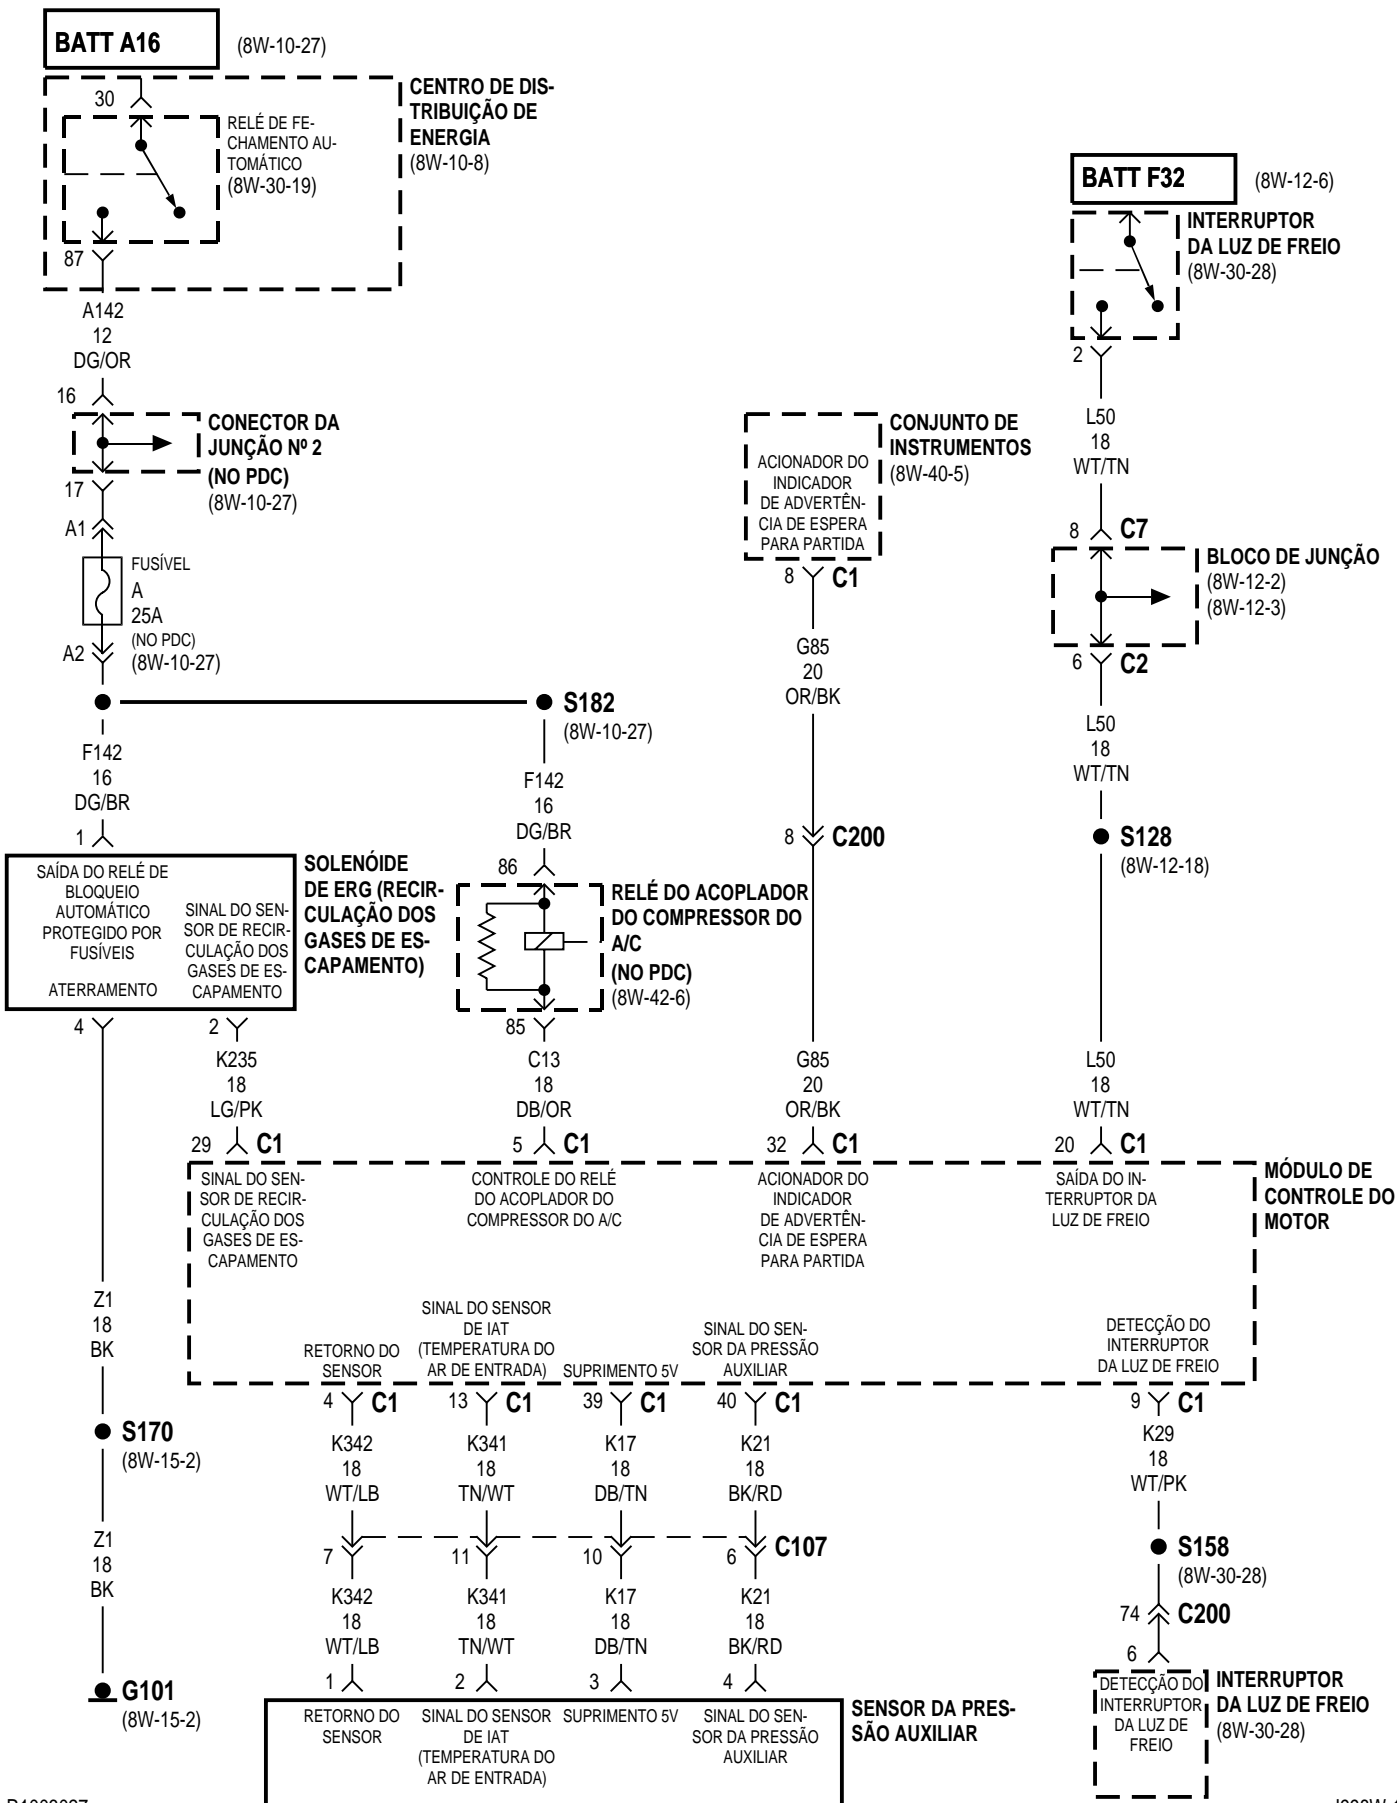 BATT A16
(8W-10-27)
CENTRO DE DIS-
TRIBUIÇÃO DE
ENERGIA
(8W-10-8)
30
RELÉ DE FE-
CHAMENTO AU-
TOMÁTICO
(8W-30-19)
87
A142
12
DG/OR
16
CONECTOR DA
JUNÇÃO Nº 2
(NO PDC)
(8W-10-27)
17
A1
FUSÍVEL
A
25A
(NO PDC)
(8W-10-27)
A2
S182
(8W-10-27)
F142
16
DG/BR
1
F142
16
DG/BR
86
SAÍDA DO RELÉ DE
BLOQUEIO
AUTOMÁTICO
PROTEGIDO POR
FUSÍVEIS
ATERRAMENTO
SINAL DO SEN-
SOR DE RECIR-
CULAÇÃO DOS
GASES DE ES-
CAPAMENTO
SOLENÓIDE
DE ERG (RECIR-
CULAÇÃO DOS
GASES DE ES-
CAPAMENTO)
RELÉ DO ACOPLADOR
DO COMPRESSOR DO
A/C
(NO PDC)
(8W-42-6)
4
2
85
K235
18
LG/PK
C13
18
DB/OR
BATT F32
(8W-12-6)
INTERRUPTOR
DA LUZ DE FREIO
(8W-30-28)
2
L50
18
WT/TN
8 C7
BLOCO DE JUNÇÃO
(8W-12-2)
(8W-12-3)
6 C2
L50
18
WT/TN
S128
(8W-12-18)
L50
18
WT/TN
CONJUNTO DE
INSTRUMENTOS
(8W-40-5)
ACIONADOR DO
INDICADOR
DE ADVERTÊN-
CIA DE ESPERA
PARA PARTIDA
8 C1
G85
20
OR/BK
8 C200
G85
20
OR/BK
29 C1
5 C1
32 C1
20 C1
MÓDULO DE
CONTROLE DO
MOTOR
SINAL DO SEN-
SOR DE RECIR-
CULAÇÃO DOS
GASES DE ES-
CAPAMENTO
CONTROLE DO RELÉ
DO ACOPLADOR DO
COMPRESSOR DO A/C
ACIONADOR DO
INDICADOR
DE ADVERTÊN-
CIA DE ESPERA
PARA PARTIDA
SAÍDA DO IN-
TERRUPTOR DA
LUZ DE FREIO
RETORNO DO
SENSOR
SINAL DO SENSOR
DE IAT
(TEMPERATURA DO
AR DE ENTRADA)
SUPRIMENTO 5V
SINAL DO SEN-
SOR DA PRESSÃO
AUXILIAR
DETECÇÃO DO
INTERRUPTOR
DA LUZ DE FREIO
4 C1
13 C1
39 C1
40 C1
9 C1
K342
18
WT/LB
K341
18
TN/WT
K17
18
DB/TN
K21
18
BK/RD
K29
18
WT/PK
7
11
10
6
C107
K342
18
WT/LB
K341
18
TN/WT
K17
18
DB/TN
K21
18
BK/RD
1
2
3
4
RETORNO DO
SENSOR
SINAL DO SENSOR
DE IAT
(TEMPERATURA DO
AR DE ENTRADA)
SUPRIMENTO 5V
SINAL DO SEN-
SOR DA PRESSÃO
AUXILIAR
SENSOR DA PRES-
SÃO AUXILIAR
S158
(8W-30-28)
74 C200
6
DETECÇÃO DO
INTERRUPTOR
DA LUZ DE
FREIO
INTERRUPTOR
DA LUZ DE FREIO
(8W-30-28)
Z1
18
BK
S170
(8W-15-2)
Z1
18
BK
G101
(8W-15-2)